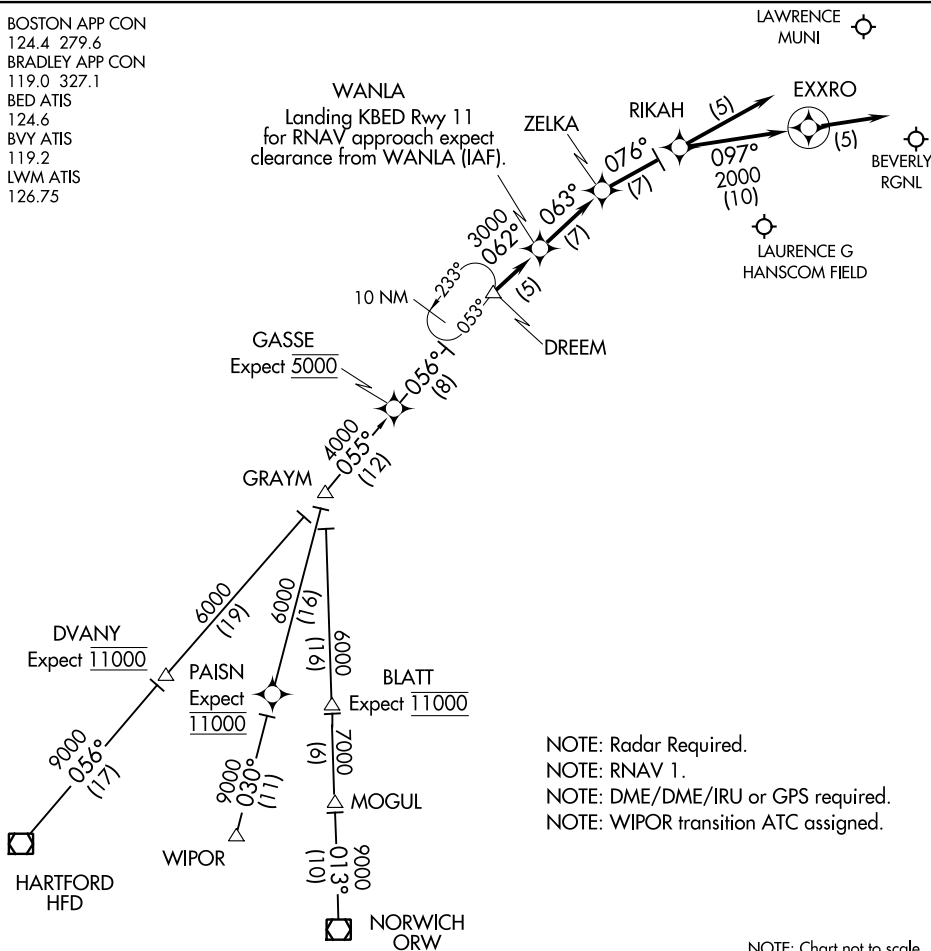 BOSTON APP CON
124.4 279.6
BRADLEY APP CON
119.0 327.1
BED ATIS
124.6
BVY ATIS
119.2
LWM ATIS
126.75
LAWRENCE
MUNI
WANLA
Landing KBED Rwy 11
for RNAV approach expect
clearance from WANLA (IAF).
ZELKA
RIKAH
EXXRO
(5)
(5)
076°
(7)
097°
2000
(10)
BEVERLY
RGNL
LAURENCE G
HANSCOM FIELD
063°
(7)
3000
062°
(5)
233°
053°
10 NM
DREEM
GASSE
Expect 5000
056°
(8)
4000
055°
(12)
GRAYM
6000
(19)
6000
(16)
6000
(16)
DVANY
Expect 11000
PAISN
Expect
11000
BLATT
Expect 11000
9000
056°
(17)
9000
030°
(11)
7000
(6)
MOGUL
WIPOR
9000
013°
(10)
HARTFORD
HFD
NORWICH
ORW
NOTE: Radar Required.
NOTE: RNAV 1.
NOTE: DME/DME/IRU or GPS required.
NOTE: WIPOR transition ATC assigned.
NOTE: Chart not to scale